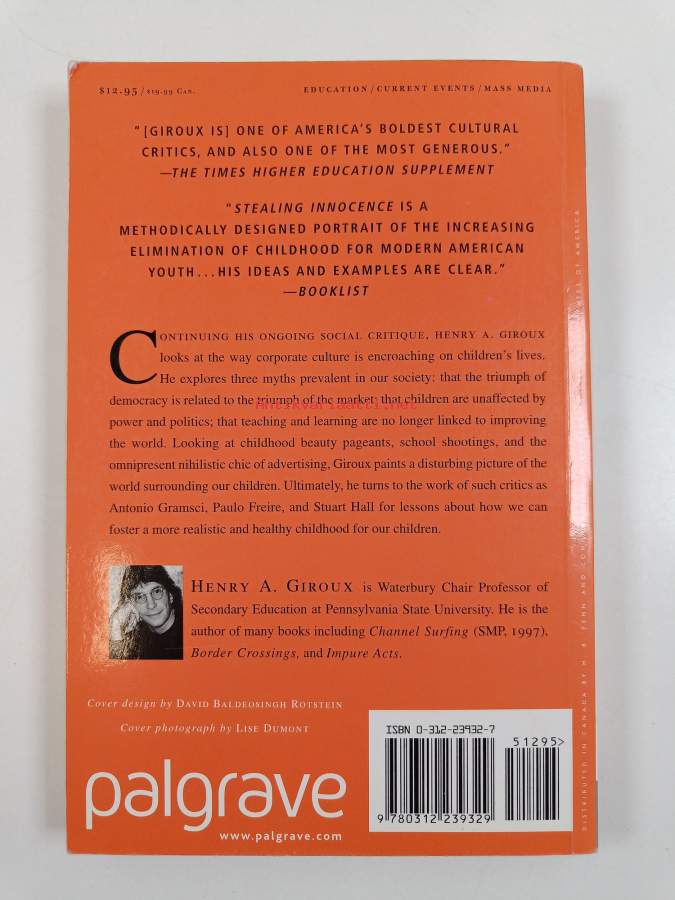 $12.95/$19.99 Can.
EDUCATION/CURRENT EVENTS/MASS MEDIA
"[GIROUX IS] ONE OF AMERICA'S BOLDEST CULTURAL
CRITICS, AND ALSO ONE OF THE MOST GENEROUS."
—THE TIMES HIGHER EDUCATION SUPPLEMENT
"STEALING INNOCENCE IS A
METHODICALLY DESIGNED PORTRAIT OF THE INCREASING
ELIMINATION OF CHILDHOOD FOR MODERN AMERICAN
YOUTH...HIS IDEAS AND EXAMPLES ARE CLEAR."
—BOOKLIST
CONTINUING HIS ONGOING SOCIAL CRITIQUE, HENRY A. GIROUX
looks at the way corporate culture is encroaching on children's lives.
He explores three myths prevalent in our society: that the triumph of
democracy is related to the triumph of the market; that children are unaffected by
power and politics; that teaching and learning are no longer linked to improving
the world. Looking at childhood beauty pageants, school shootings, and the
omnipresent nihilistic chic of advertising, Giroux paints a disturbing picture of the
world surrounding our children. Ultimately, he turns to the work of such critics as
Antonio Gramsci, Paulo Freire, and Stuart Hall for lessons about how we can
foster a more realistic and healthy childhood for our children.
Antikvariaatti.net
HENRY A. GIROUX is Waterbury Chair Professor of
Secondary Education at Pennsylvania State University. He is the
author of many books including Channel Surfing (SMP, 1997),
Border Crossings, and Impure Acts.
Cover design by DAVID BALDEOSINGH ROTSTEIN
Cover photograph by LISE DUMONT
palgrave
www.palgrave.com
ISBN 0-312-23932-7
51295>
9 780312 239329
DISTRIBUTED IN CANADA BY H. B. FENN AND COM
OF AMERICA